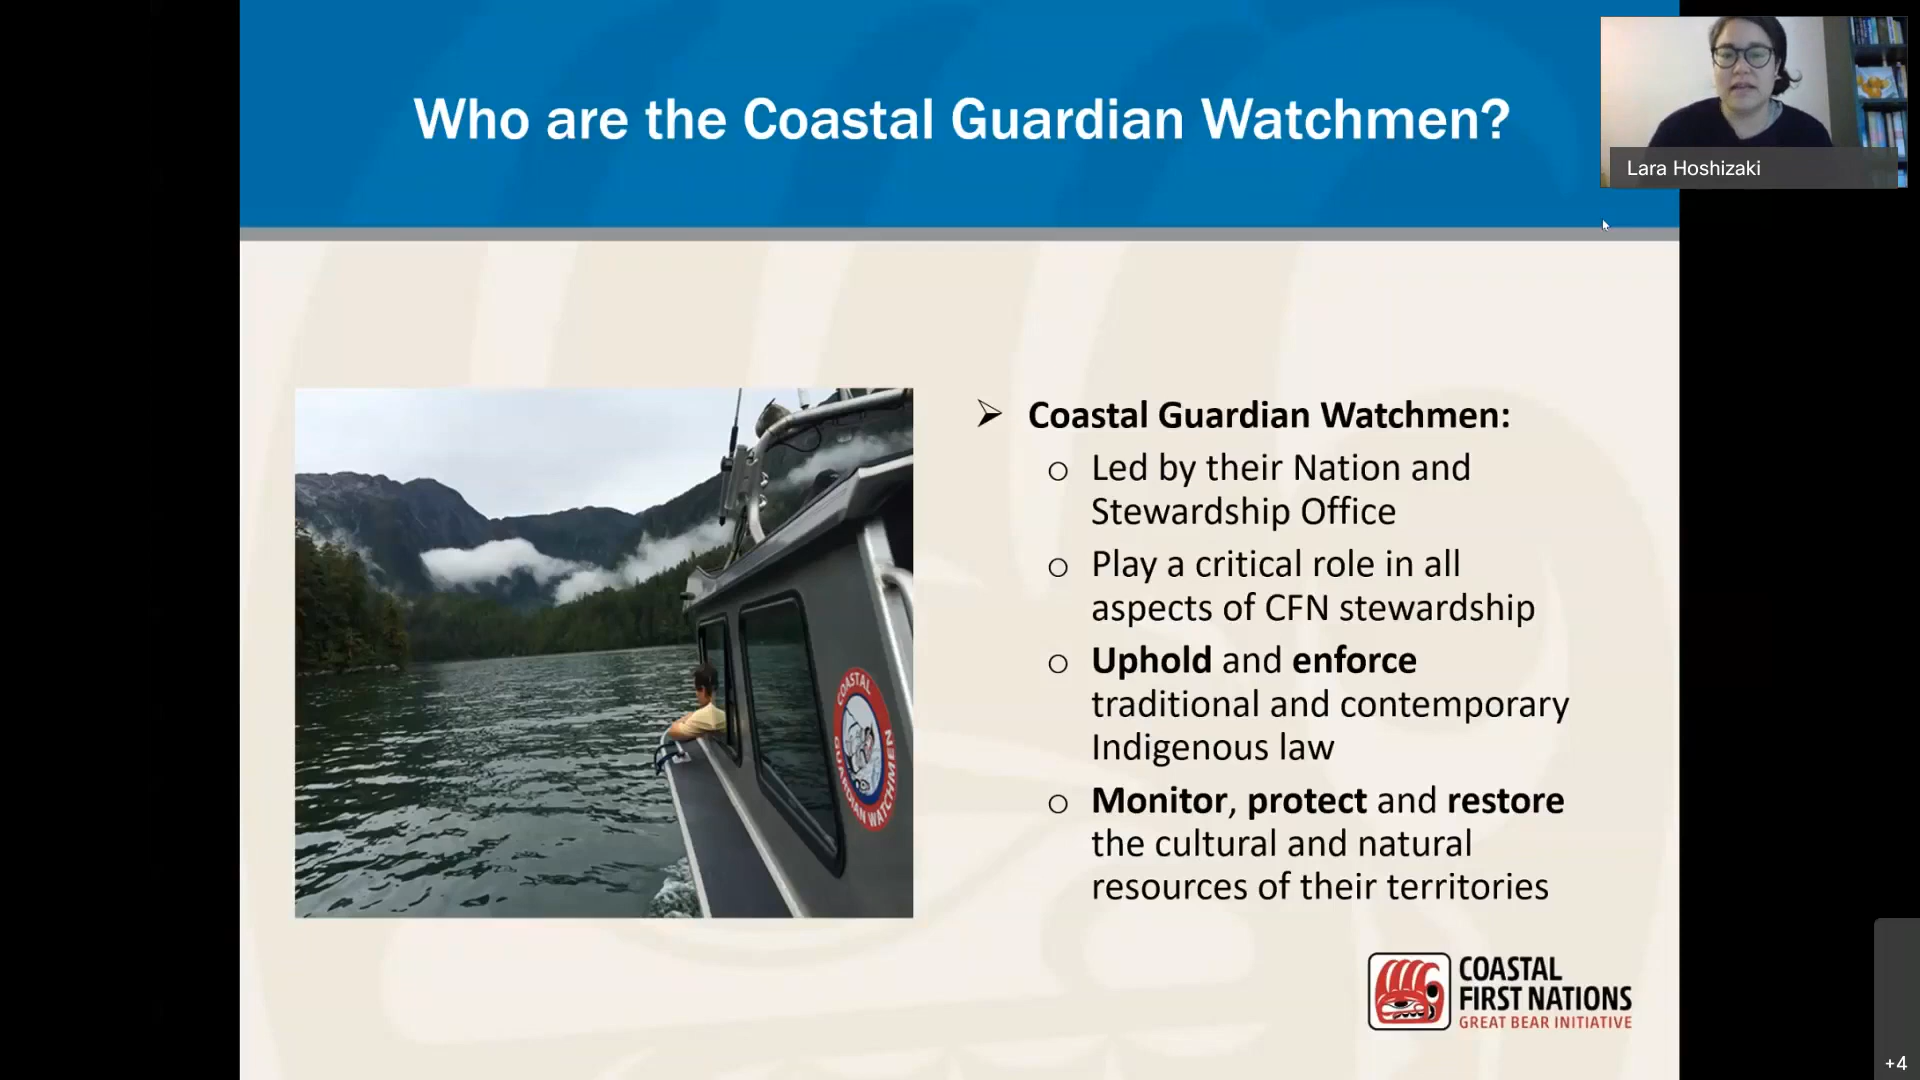 Who are the Coastal Guardian Watchmen?
Lara Hoshizaki
➢ Coastal Guardian Watchmen:
o Led by their Nation and
Stewardship Office
o Play a critical role in all
aspects of CFN stewardship
o Uphold and enforce
traditional and contemporary
Indigenous law
o Monitor, protect and restore
the cultural and natural
resources of their territories
COASTAL
GUARDIAN WATCHMEN
COASTAL
FIRST NATIONS
GREAT BEAR INITIATIVE
+4